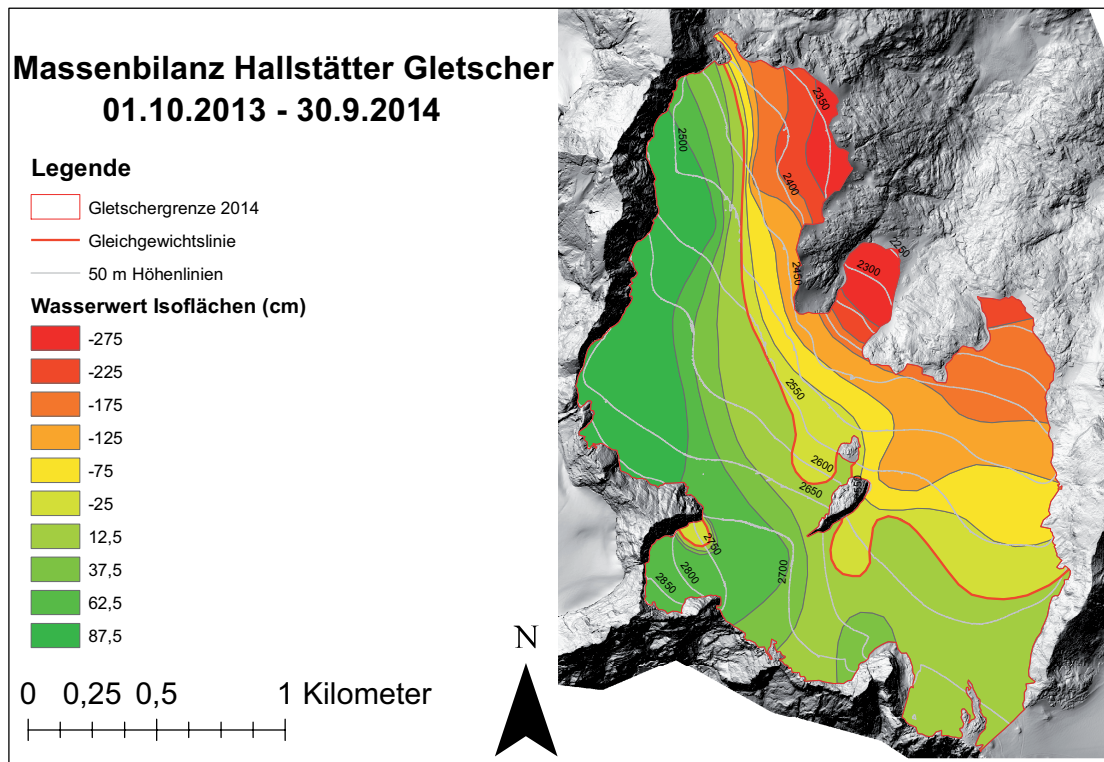 Massenbilanz Hallstätter Gletscher
01.10.2013 - 30.9.2014
Legende
Gletschergrenze 2014
Gleichgewichtslinie
50 m Höhenlinien
Wasserwert Isoflächen (cm)
-275
-225
-175
-125
-75
-25
12,5
37,5
62,5
87,5
0 0,25 0,5 1 Kilometer
N
2350
2500
2400
2450
2250
2300
2550
2600
2650
2750
2700
2800
2850